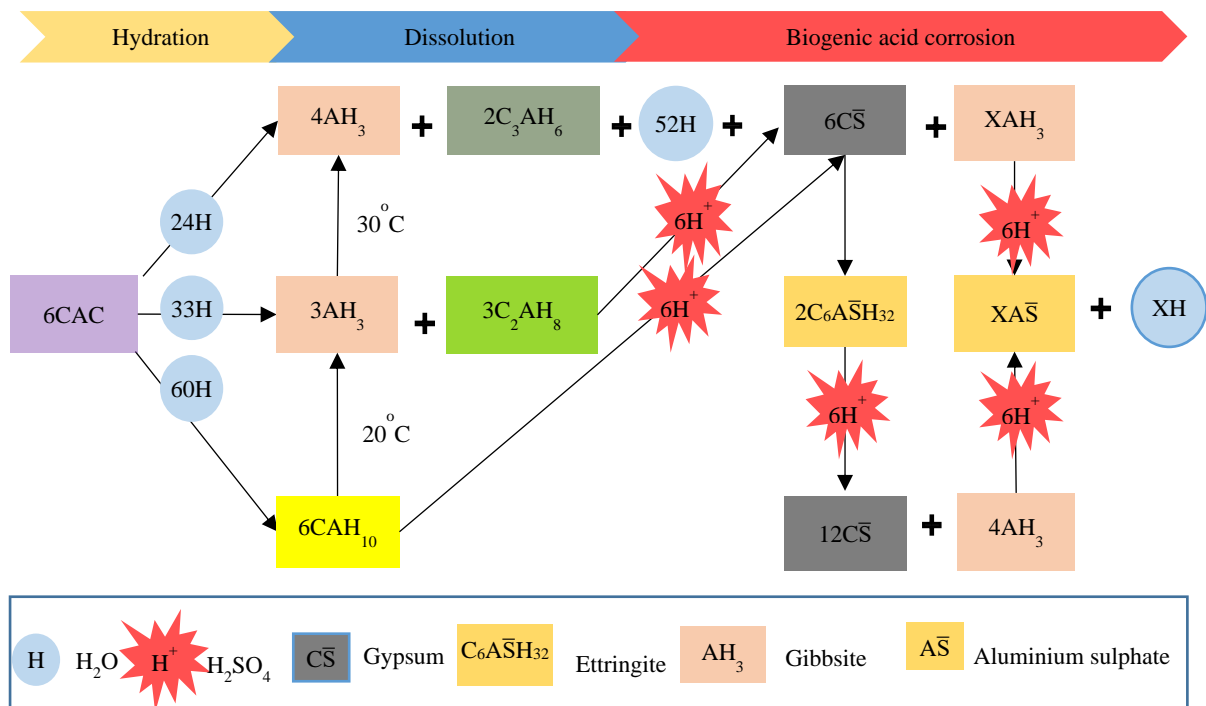 Hydration
Dissolution
Biogenic acid corrosion
4AH₃ + 2C₃AH₆ + 52H + 6CS̅ + XAH₃
24H
30°C
6H⁺
6H⁺
6CAC
33H
3AH₃ + 3C₂AH₈
6H⁺
2C₆AS̅H₃₂
XAS̅ + XH
60H
20°C
6H⁺
6H⁺
6CAH₁₀
12CS̅ + 4AH₃
H H₂O
H⁺ H₂SO₄
CS̅ Gypsum
C₆AS̅H₃₂ Ettringite
AH₃ Gibbsite
AS̅ Aluminium sulphate